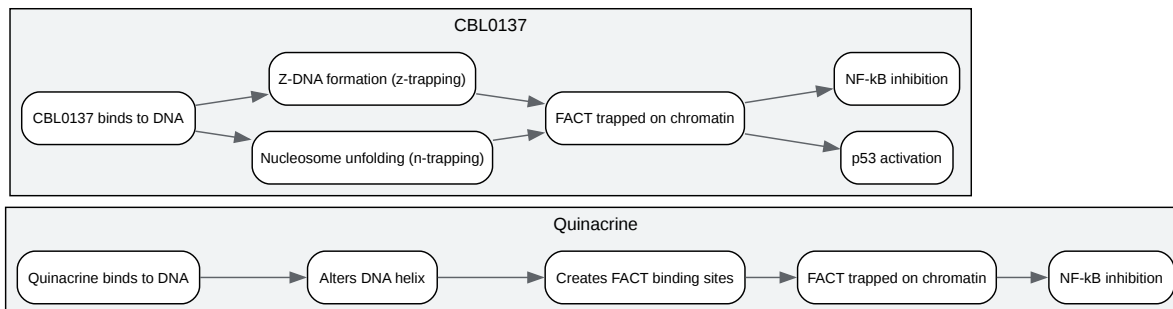 CBL0137
Z-DNA formation (z-trapping)
NF-kB inhibition
CBL0137 binds to DNA
FACT trapped on chromatin
Nucleosome unfolding (n-trapping)
p53 activation
Quinacrine
Quinacrine binds to DNA
Alters DNA helix
Creates FACT binding sites
FACT trapped on chromatin
NF-kB inhibition